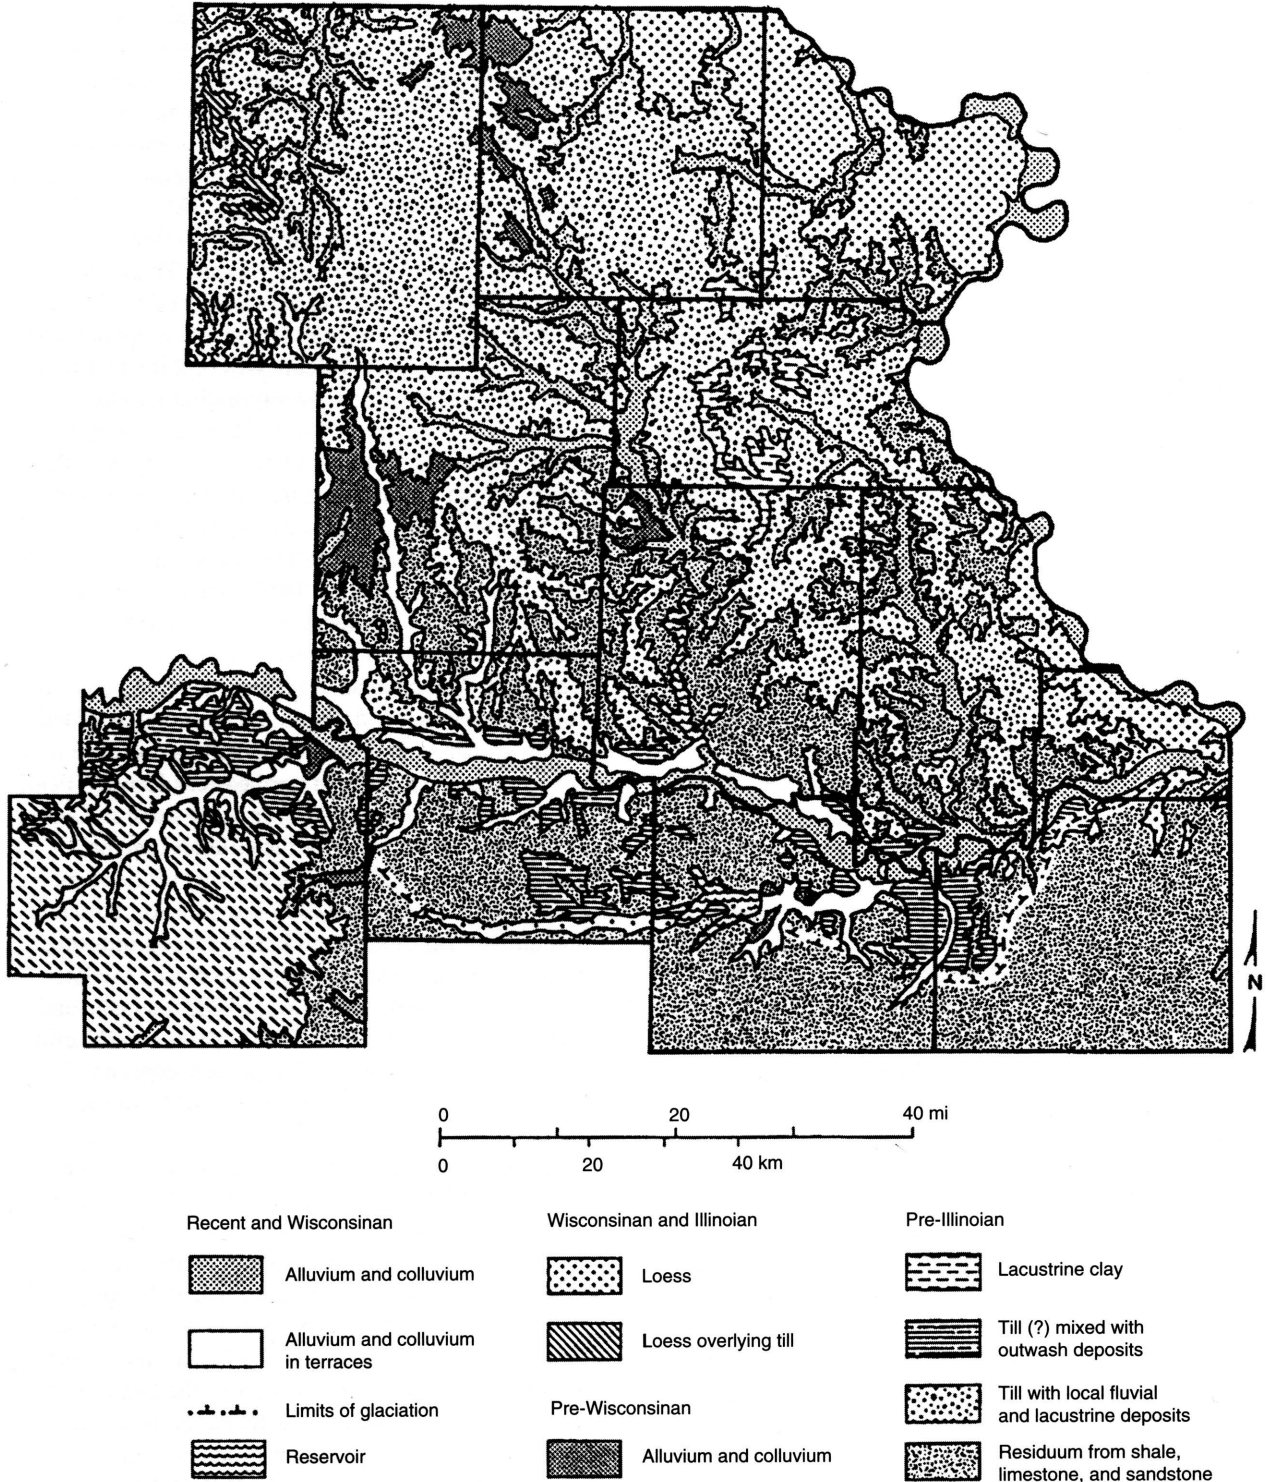 N
0 20 40 mi
0 20 40 km
Recent and Wisconsinan
Alluvium and colluvium
Alluvium and colluvium
in terraces
Limits of glaciation
Reservoir
Wisconsinan and Illinoian
Loess
Loess overlying till
Pre-Wisconsinan
Alluvium and colluvium
Pre-Illinoian
Lacustrine clay
Till (?) mixed with
outwash deposits
Till with local fluvial
and lacustrine deposits
Residuum from shale,
limestone, and sandstone